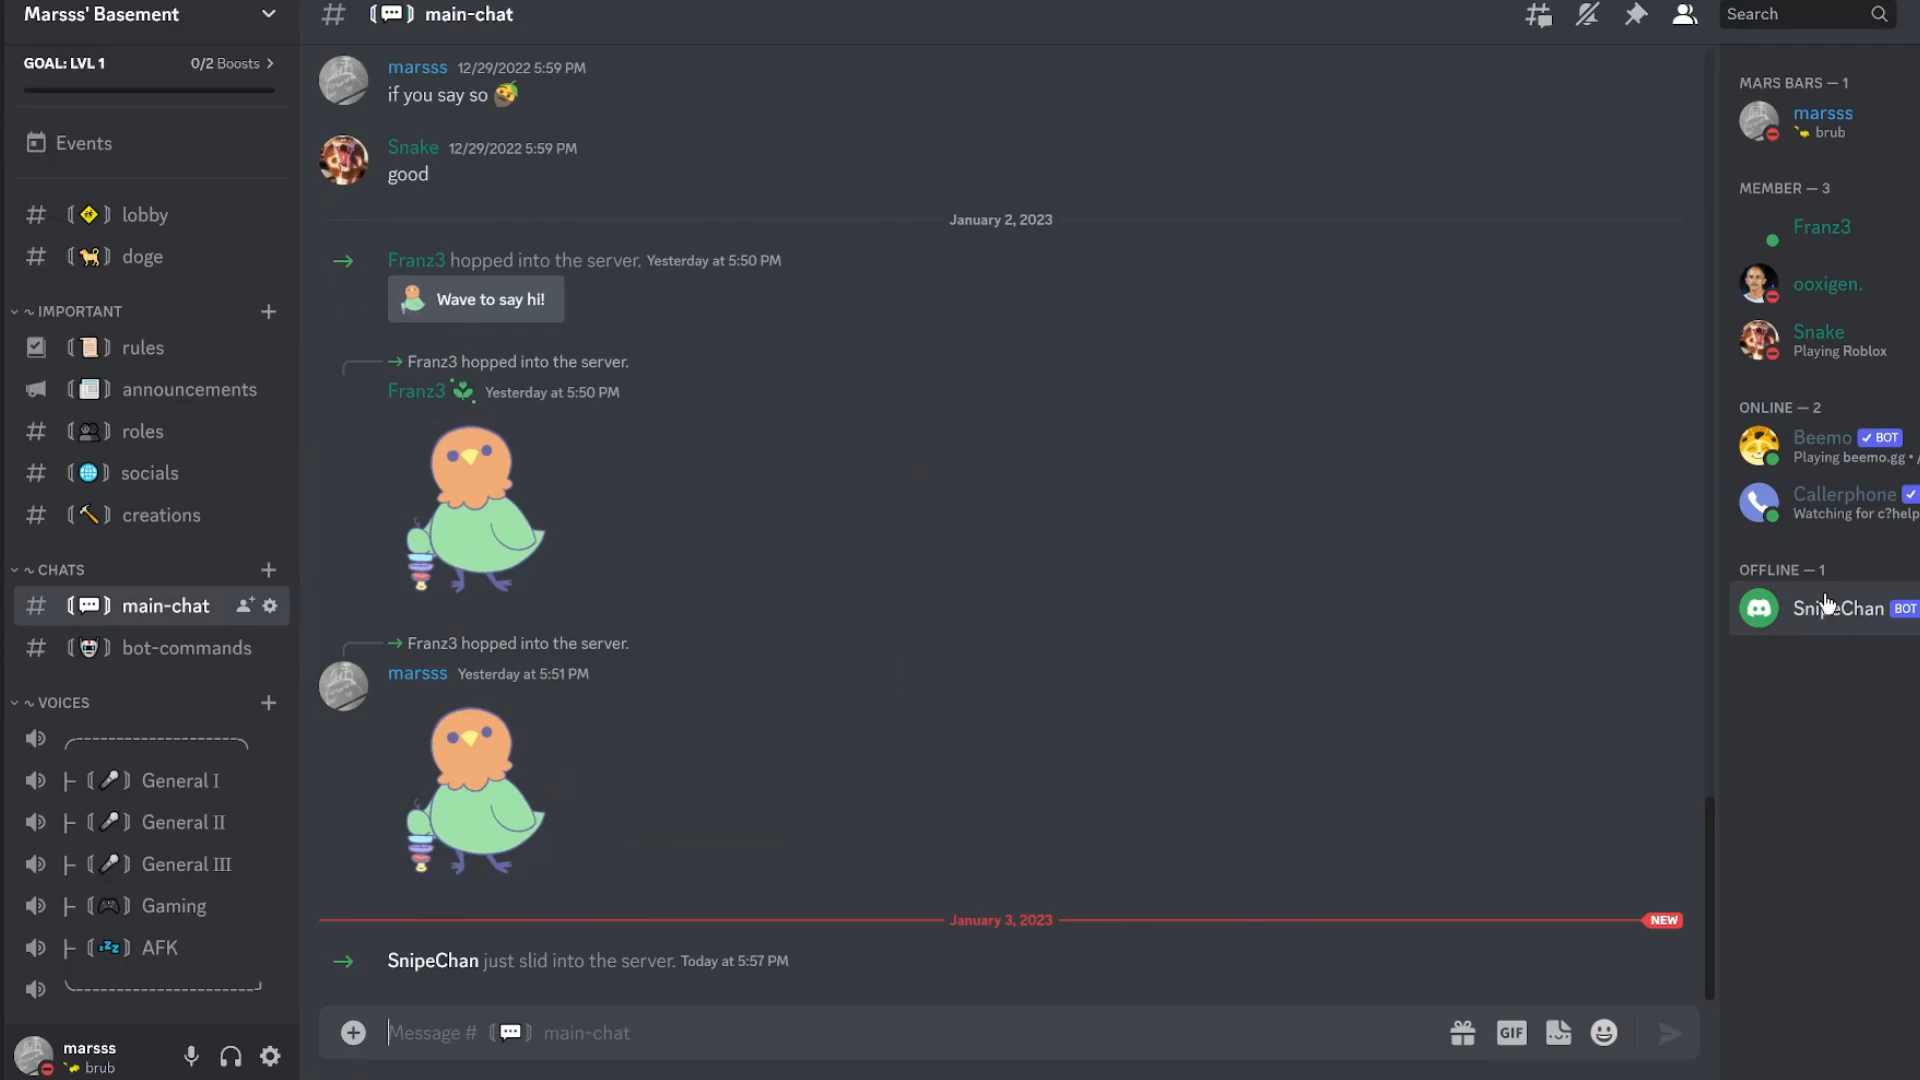 Marsss' Basement
GOAL: LVL 1 0/2 Boosts
Events
lobby
doge
~ IMPORTANT
rules
announcements
roles
socials
creations
~ CHATS
main-chat
bot-commands
~ VOICES
General I
General II
General III
Gaming
AFK
marsss
brub
main-chat
marsss 12/29/2022 5:59 PM
if you say so
Snake 12/29/2022 5:59 PM
good
January 2, 2023
Franz3 hopped into the server. Yesterday at 5:50 PM
Wave to say hi!
Franz3 hopped into the server.
Franz3 Yesterday at 5:50 PM
Franz3 hopped into the server.
marsss Yesterday at 5:51 PM
January 3, 2023 NEW
SnipeChan just slid into the server. Today at 5:57 PM
Message # main-chat
GIF
Search
MARS BARS — 1
marsss
brub
MEMBER — 3
Franz3
ooxigen.
Snake
Playing Roblox
ONLINE — 2
Beemo BOT
Playing beemo.gg • /
Callerphone
Watching for c?help
OFFLINE — 1
SnipeChan BOT